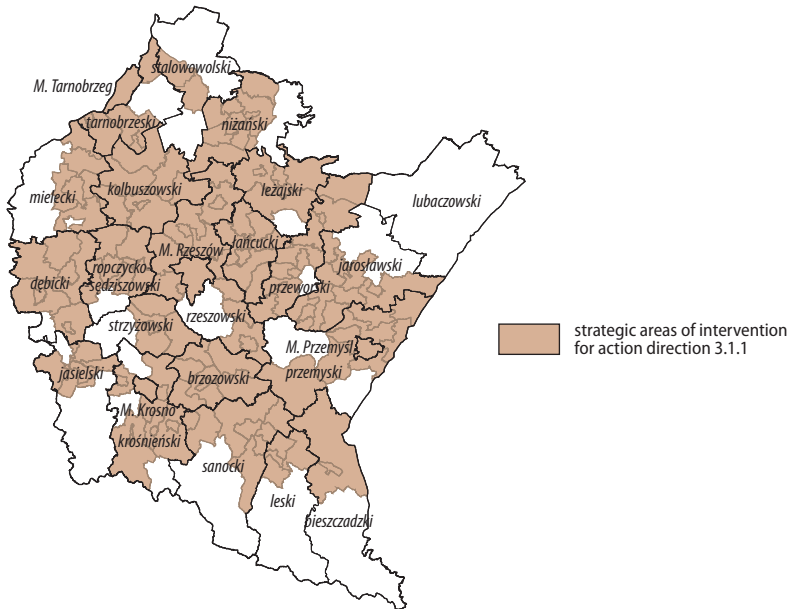 stalowowolski
M. Tarnobrzeg
tarnobrzeski
niżański
mielecki
kolbuszowski
leżajski
lubaczowski
M. Rzeszów
łańcucki
dębicki
ropczycko-
sędziszowski
jarosławski
przeworski
strzyżowski
rzeszowski
M. Przemyśl
jasielski
brzozowski
przemyski
M. Krosno
krośnieński
sanocki
leski
bieszczadzki
strategic areas of intervention
for action direction 3.1.1